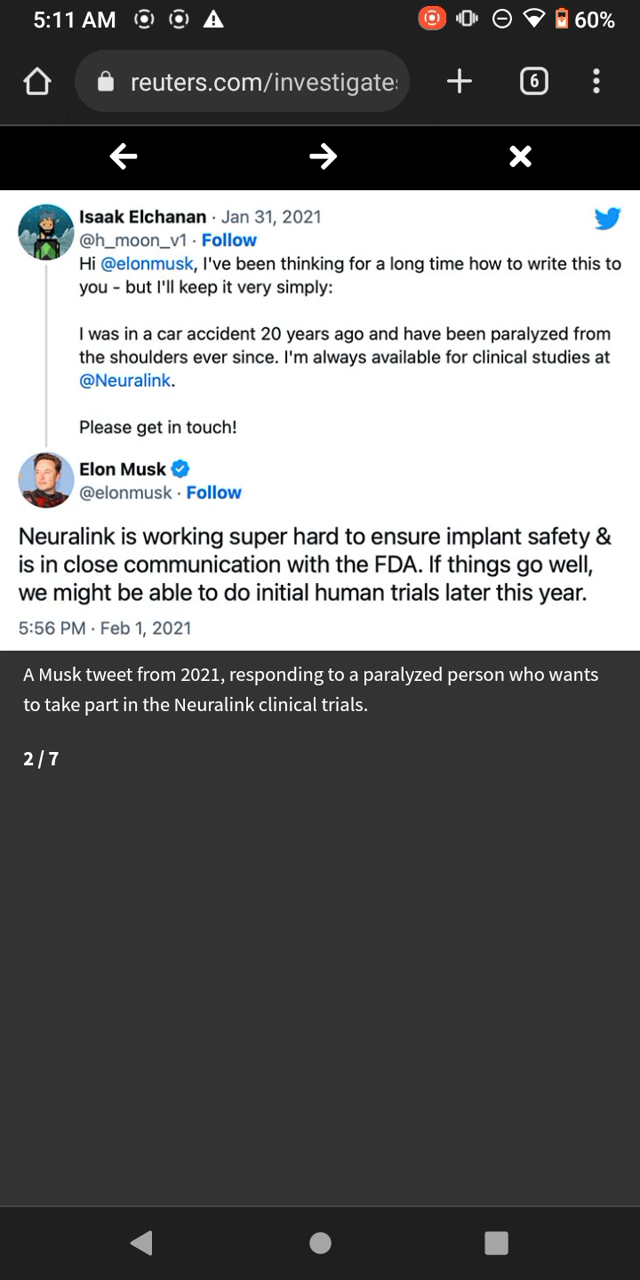 5:11 AM
60%
reuters.com/investigate
6
Isaak Elchanan · Jan 31, 2021
@h_moon_v1 · Follow
Hi @elonmusk, I've been thinking for a long time how to write this to
you - but I'll keep it very simply:
I was in a car accident 20 years ago and have been paralyzed from
the shoulders ever since. I'm always available for clinical studies at
@Neuralink.
Please get in touch!
Elon Musk
@elonmusk · Follow
Neuralink is working super hard to ensure implant safety &
is in close communication with the FDA. If things go well,
we might be able to do initial human trials later this year.
5:56 PM · Feb 1, 2021
A Musk tweet from 2021, responding to a paralyzed person who wants
to take part in the Neuralink clinical trials.
2 / 7